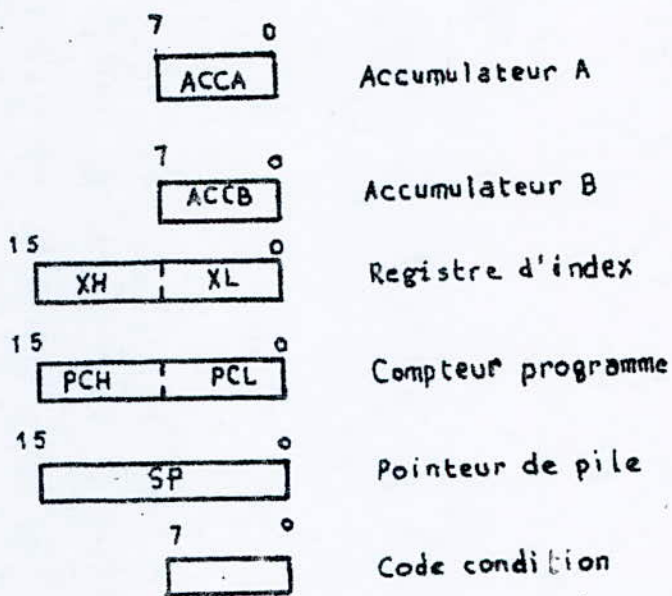 7 0
ACCA Accumulateur A
7 0
ACCB Accumulateur B
15 0
XH XL Registre d'index
15 0
PCH PCL Compteur programme
15 0
SP Pointeur de pile
7 0
Code condition